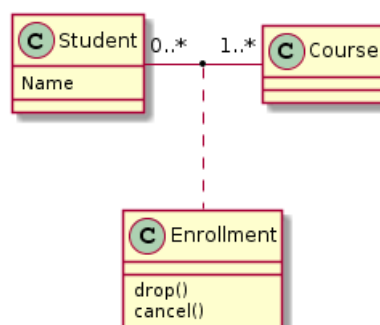 C Student 0..* 1..* C Course
Name
C Enrollment
drop()
cancel()